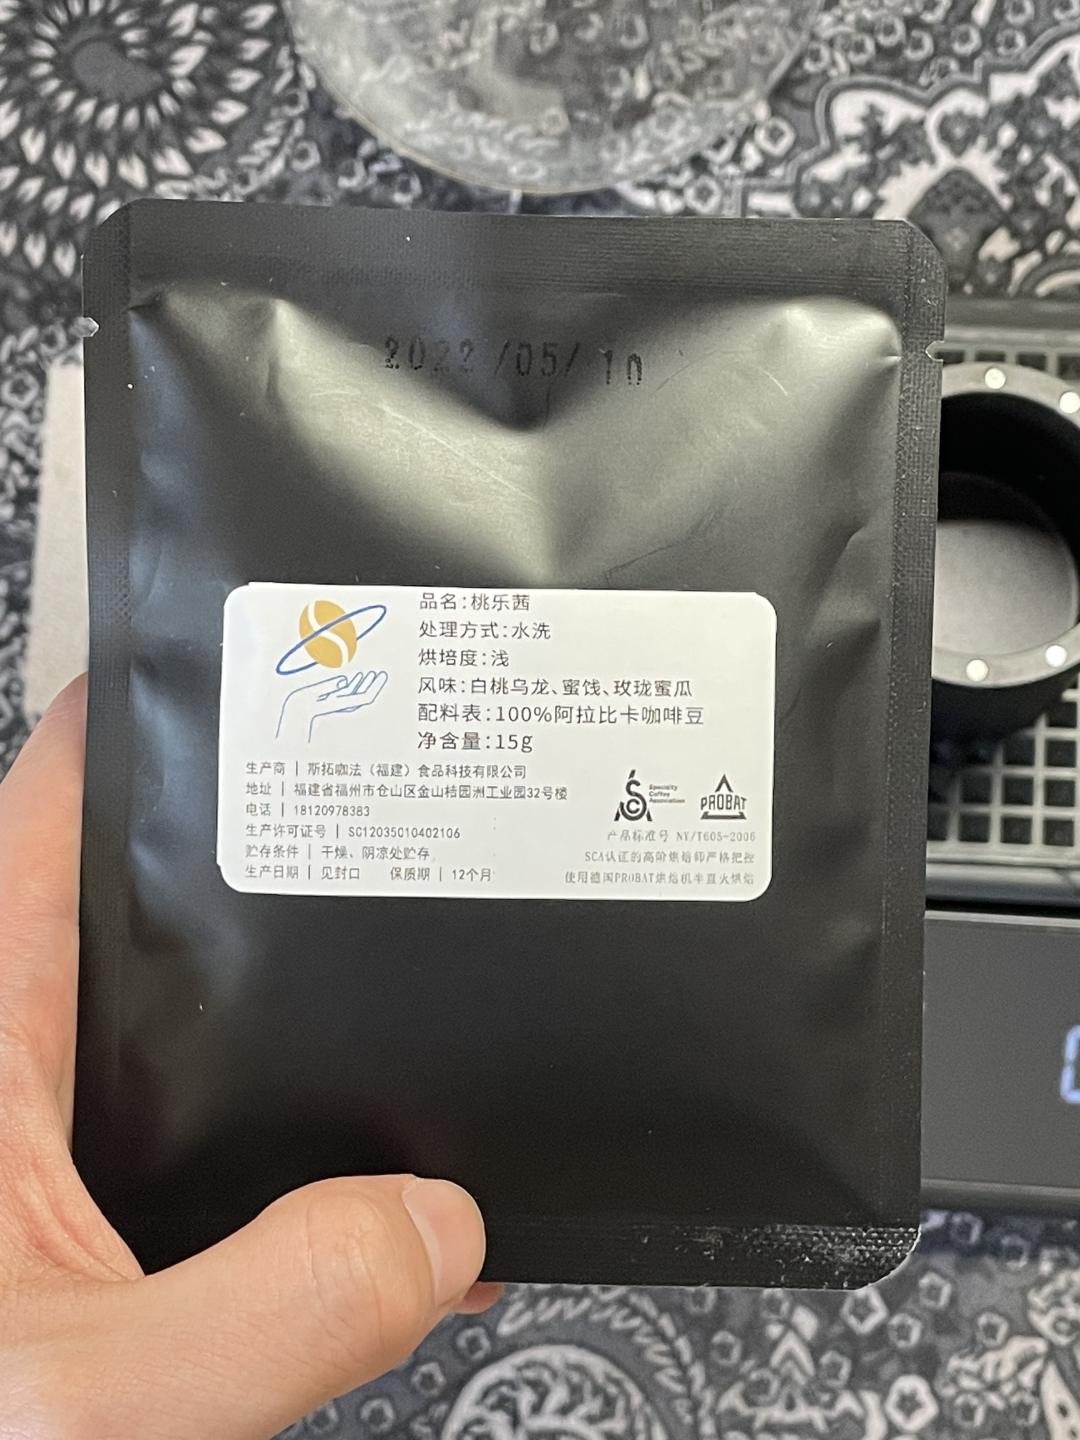 2022/05/10
品名:桃乐茜
处理方式:水洗
烘培度:浅
风味:白桃乌龙、蜜饯、玫珑蜜瓜
配料表:100%阿拉比卡咖啡豆
净含量:15g
生产商 | 斯拓咖法（福建）食品科技有限公司
地址 | 福建省福州市仓山区金山桔园洲工业园32号楼
电话 | 18120978383
生产许可证号 | SC12035010402106
贮存条件 | 干燥、阴凉处贮存
生产日期 | 见封口 保质期 | 12个月
SCA
Specialty
Coffee
Association
PROBAT
产品标准号 NY/T605-2006
SCA认证的高阶烘焙师严格把控
使用德国PROBAT烘焙机半直火烘焙